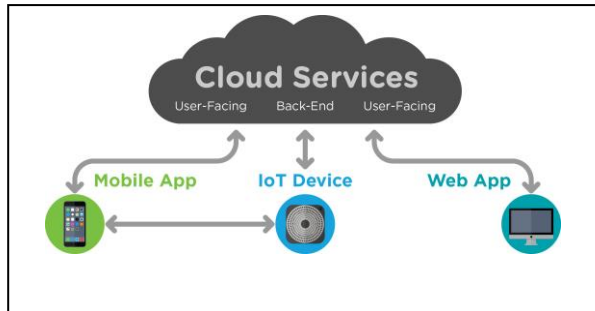 Cloud Services
User-Facing Back-End User-Facing
Mobile App IoT Device Web App